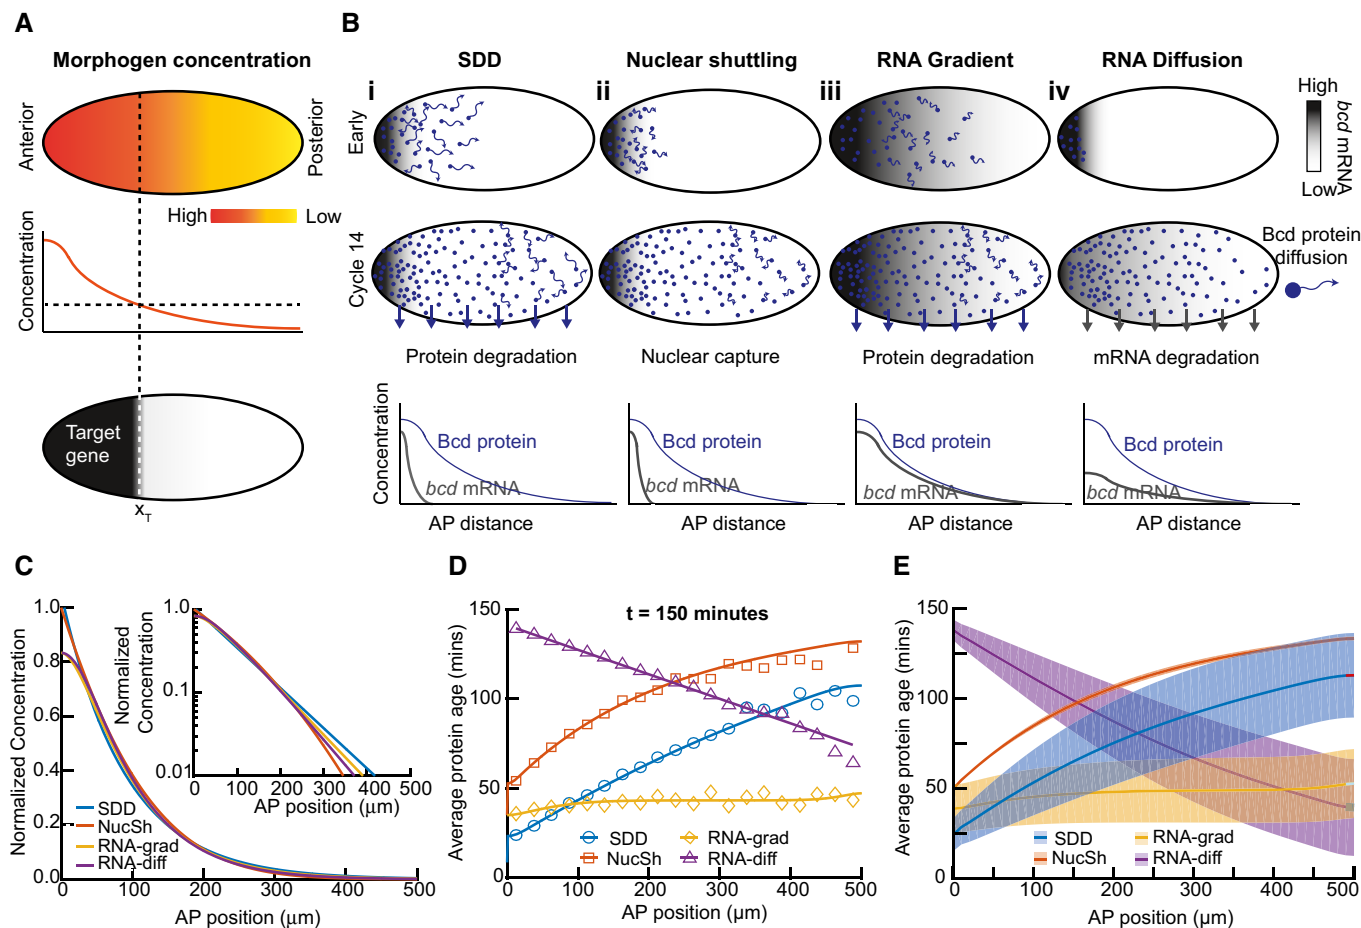 A
Morphogen concentration
Anterior
Posterior
High
Low
Concentration
Target
gene
xT
B
SDD
Nuclear shuttling
RNA Gradient
RNA Diffusion
i
ii
iii
iv
Early
High
Low
bcd mRNA
Cycle 14
Bcd protein
diffusion
Protein degradation
Nuclear capture
Protein degradation
mRNA degradation
Concentration
Bcd protein
bcd mRNA
AP distance
Bcd protein
bcd mRNA
AP distance
Bcd protein
bcd mRNA
AP distance
Bcd protein
bcd mRNA
AP distance
C
Normalized Concentration
1.0
0.8
0.6
0.4
0.2
0.0
0
100
200
300
400
500
AP position (μm)
SDD
NucSh
RNA-grad
RNA-diff
Normalized
Concentration
1.0
0.1
0.01
0
100
200
300
400
500
AP position (μm)
D
t = 150 minutes
Average protein age (mins)
150
100
50
0
0
100
200
300
400
500
AP position (μm)
SDD
NucSh
RNA-grad
RNA-diff
E
Average protein age (mins)
150
100
50
0
0
100
200
300
400
500
AP position (μm)
SDD
NucSh
RNA-grad
RNA-diff